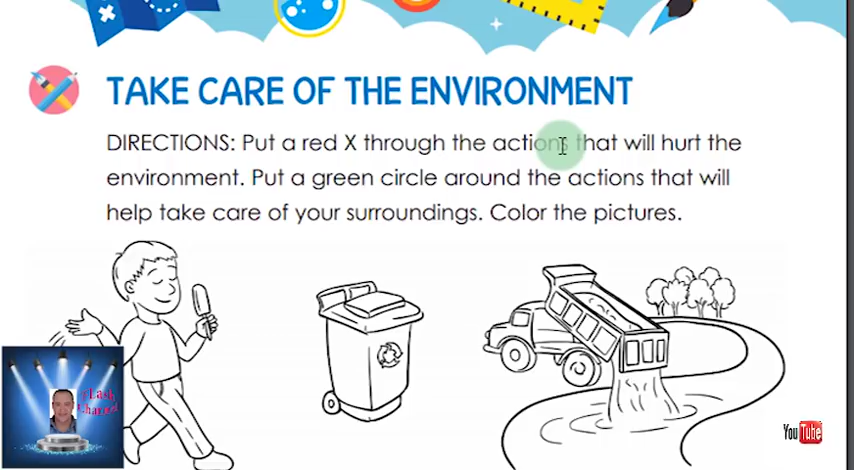 TAKE CARE OF THE ENVIRONMENT
DIRECTIONS: Put a red X through the actions that will hurt the
environment. Put a green circle around the actions that will
help take care of your surroundings. Color the pictures.
Channel
YouTube